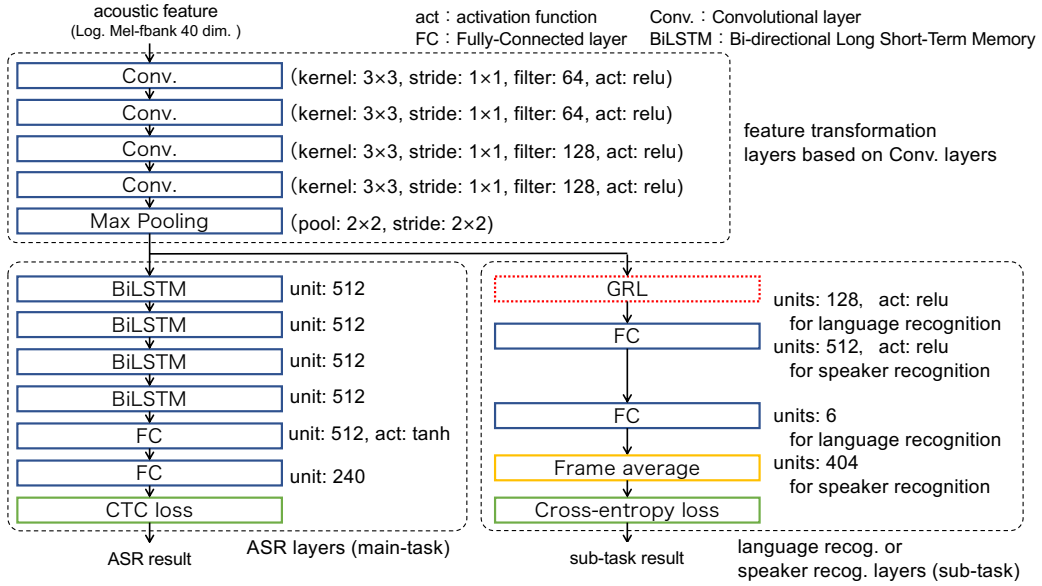 acoustic feature
(Log. Mel-fbank 40 dim. )
act：activation function
Conv.：Convolutional layer
FC：Fully-Connected layer
BiLSTM：Bi-directional Long Short-Term Memory
Conv.
(kernel: 3×3, stride: 1×1, filter: 64, act: relu)
Conv.
(kernel: 3×3, stride: 1×1, filter: 64, act: relu)
Conv.
(kernel: 3×3, stride: 1×1, filter: 128, act: relu)
Conv.
(kernel: 3×3, stride: 1×1, filter: 128, act: relu)
Max Pooling
(pool: 2×2, stride: 2×2)
feature transformation
layers based on Conv. layers
BiLSTM
unit: 512
BiLSTM
unit: 512
BiLSTM
unit: 512
BiLSTM
unit: 512
FC
unit: 512, act: tanh
FC
unit: 240
CTC loss
ASR result
ASR layers (main-task)
GRL
FC
units: 128, act: relu
for language recognition
units: 512, act: relu
for speaker recognition
FC
units: 6
for language recognition
Frame average
units: 404
for speaker recognition
Cross-entropy loss
sub-task result
language recog. or
speaker recog. layers (sub-task)